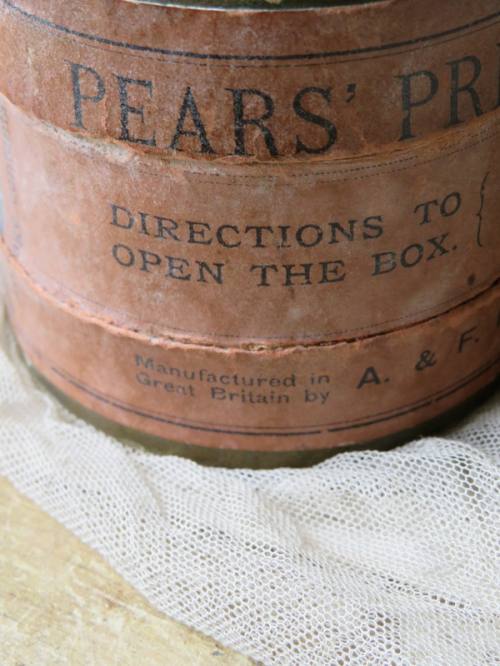 PEARS' PR
DIRECTIONS TO
OPEN THE BOX.
Manufactured in
Great Britain by
A. & F.